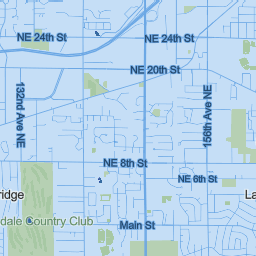 NE 24th St
NE 24th St
NE 20th St
132nd Ave NE
156th Ave NE
NE 8th St
NE 6th St
ridge
La
dale Country Club
Main St